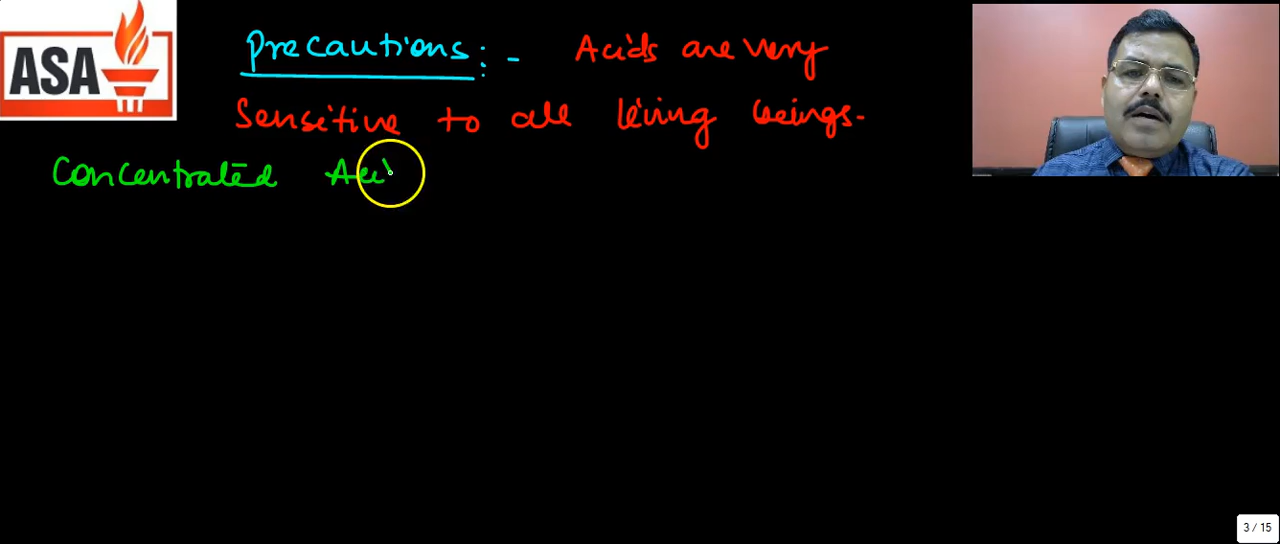 ASA
Precautions :- Acids are very
Sensitive to all living beings.
Concentrated Aci
3 / 15